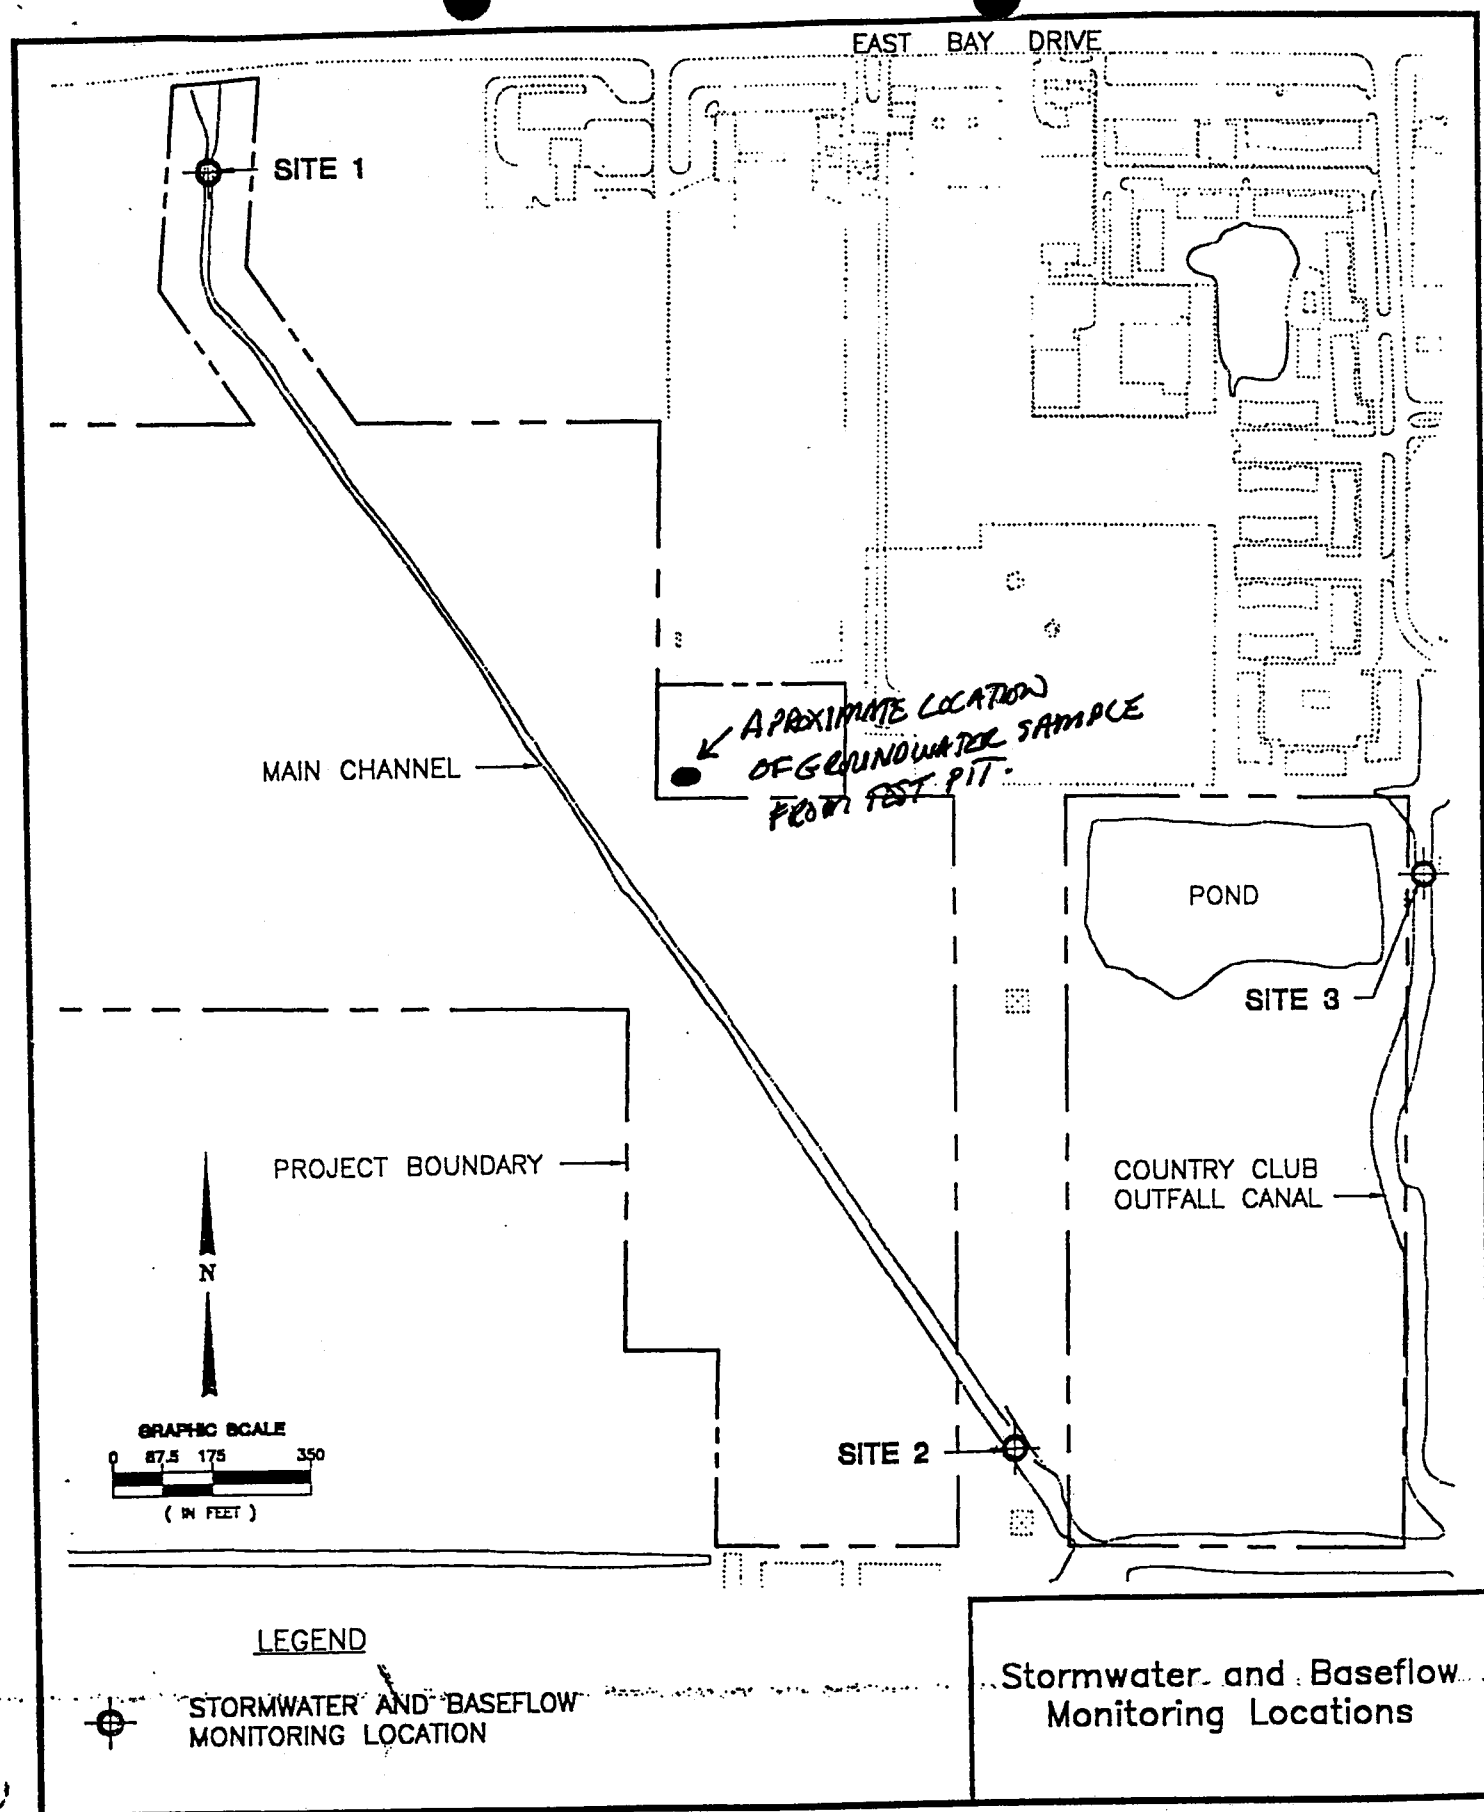 EAST BAY DRIVE
SITE 1
APROXIMATE LOCATION
OF GROUNDWATER SAMPLE
FROM TEST PIT.
MAIN CHANNEL
POND
SITE 3
PROJECT BOUNDARY
COUNTRY CLUB
OUTFALL CANAL
N
GRAPHIC SCALE
0 87.5 175 350
( IN FEET )
SITE 2
LEGEND
STORMWATER AND BASEFLOW
MONITORING LOCATION
Stormwater and Baseflow
Monitoring Locations